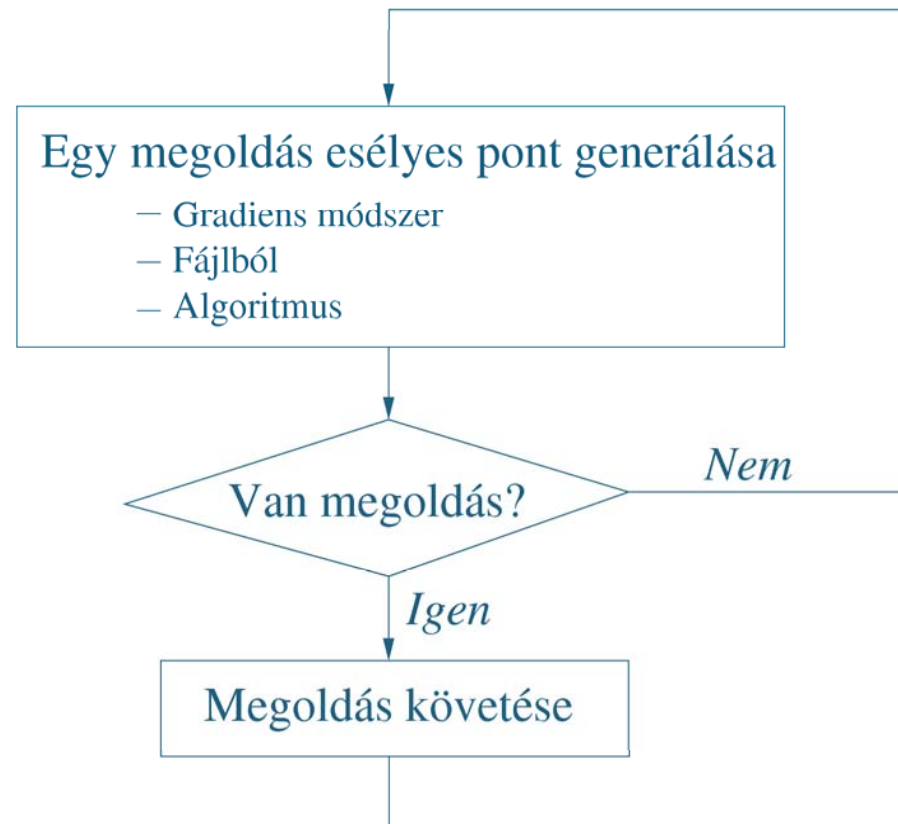 Egy megoldás esélyes pont generálása
— Gradiens módszer
— Fájlból
— Algoritmus
Van megoldás?
Nem
Igen
Megoldás követése